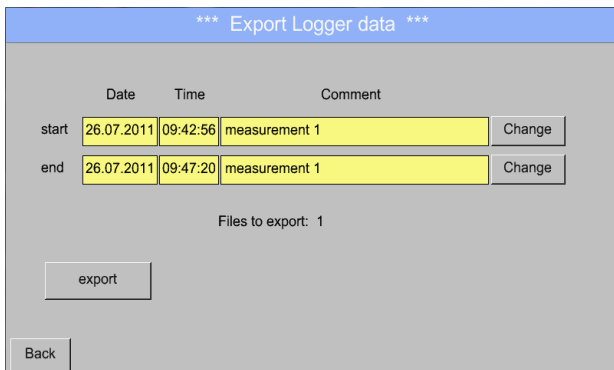 *** Export Logger data ***
Date Time Comment
start 26.07.2011 09:42:56 measurement 1 Change
end 26.07.2011 09:47:20 measurement 1 Change
Files to export: 1
export
Back